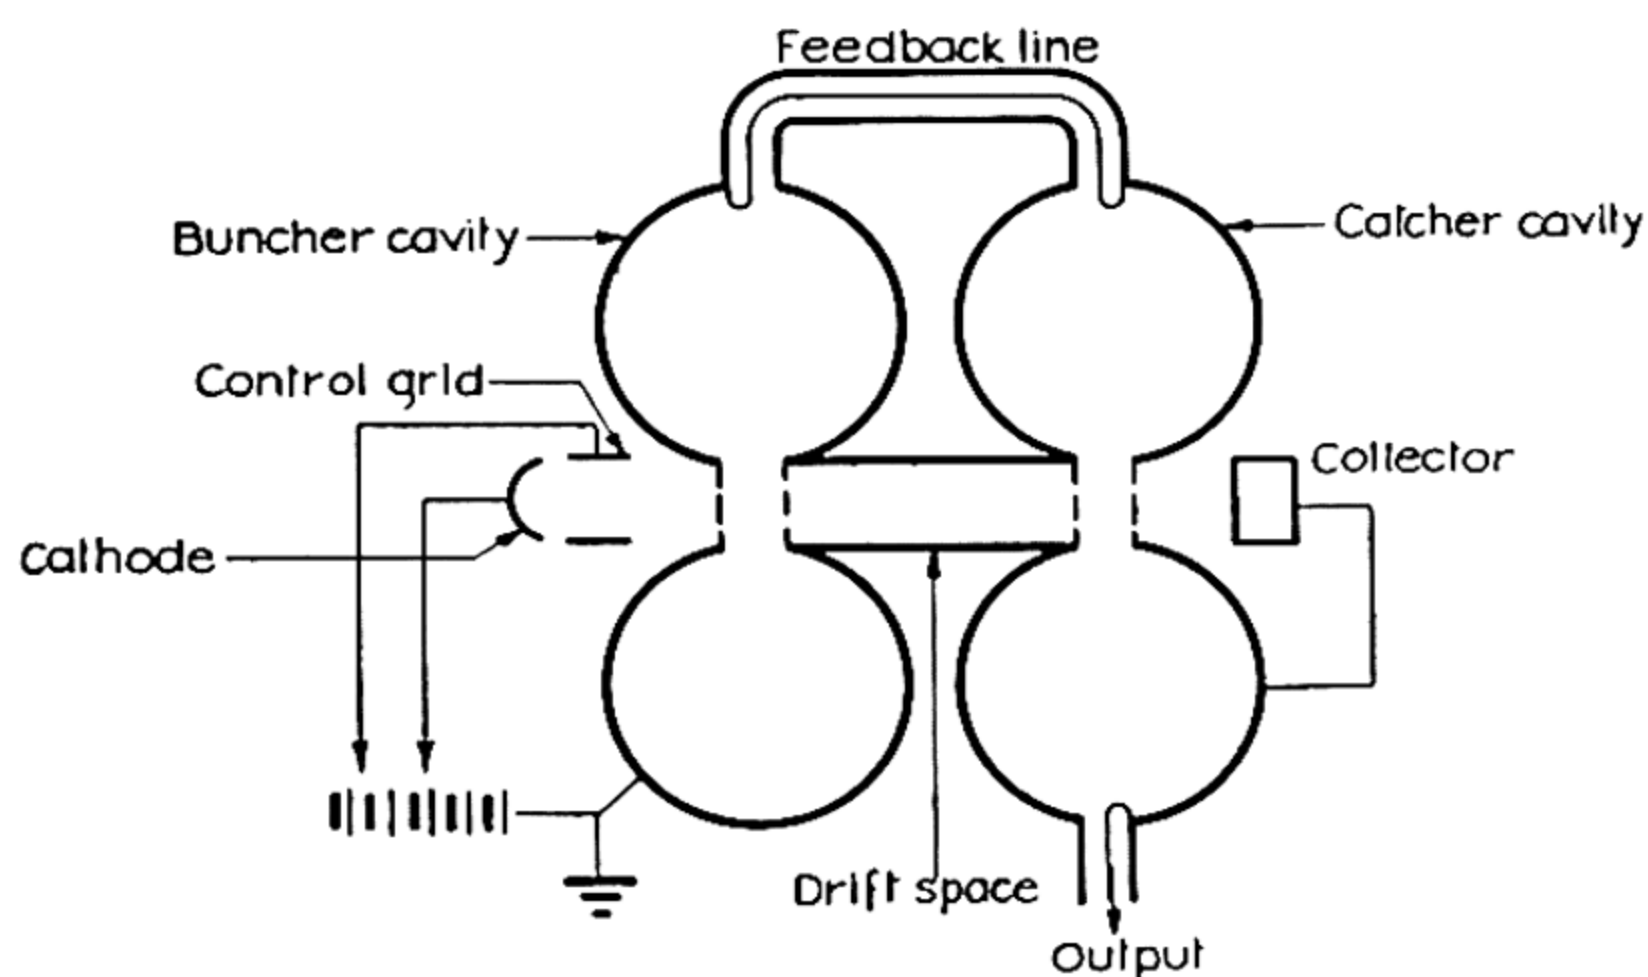 Feedback line
Buncher cavity
Catcher cavity
Control grid
Collector
Cathode
Drift space
Output